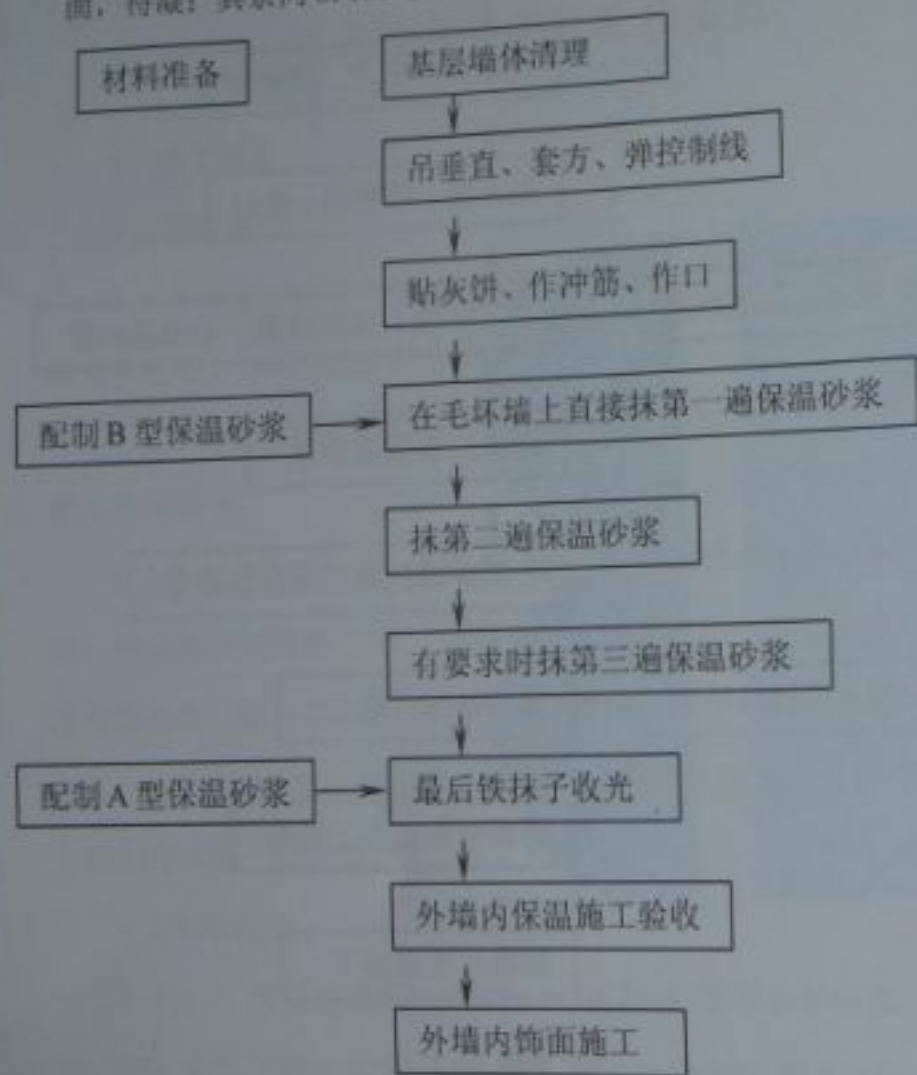 材料准备
基层墙体清理
吊垂直、套方、弹控制线
贴灰饼、作冲筋、作口
配制B型保温砂浆
在毛坯墙上直接抹第一遍保温砂浆
抹第二遍保温砂浆
有要求时抹第三遍保温砂浆
配制A型保温砂浆
最后铁抹子收光
外墙内保温施工验收
外墙内饰面施工